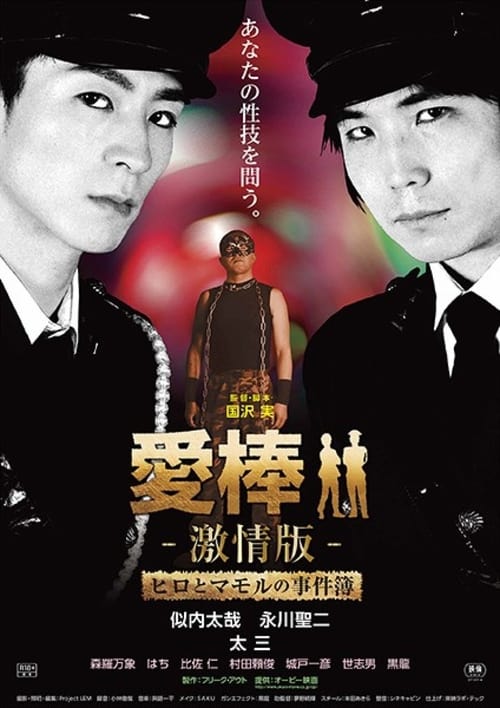 あなたの性技を問う。
監督・脚本
国沢 実
愛棒
- 激情版 -
ヒロとマモルの事件簿
似内太哉 永川聖二
太三
森羅万象 はち 比佐 仁 村田頼俊 城戸一彦 世志男 黒龍
製作:フリーク・アウト 提供:オーピー映画
R18+
映倫